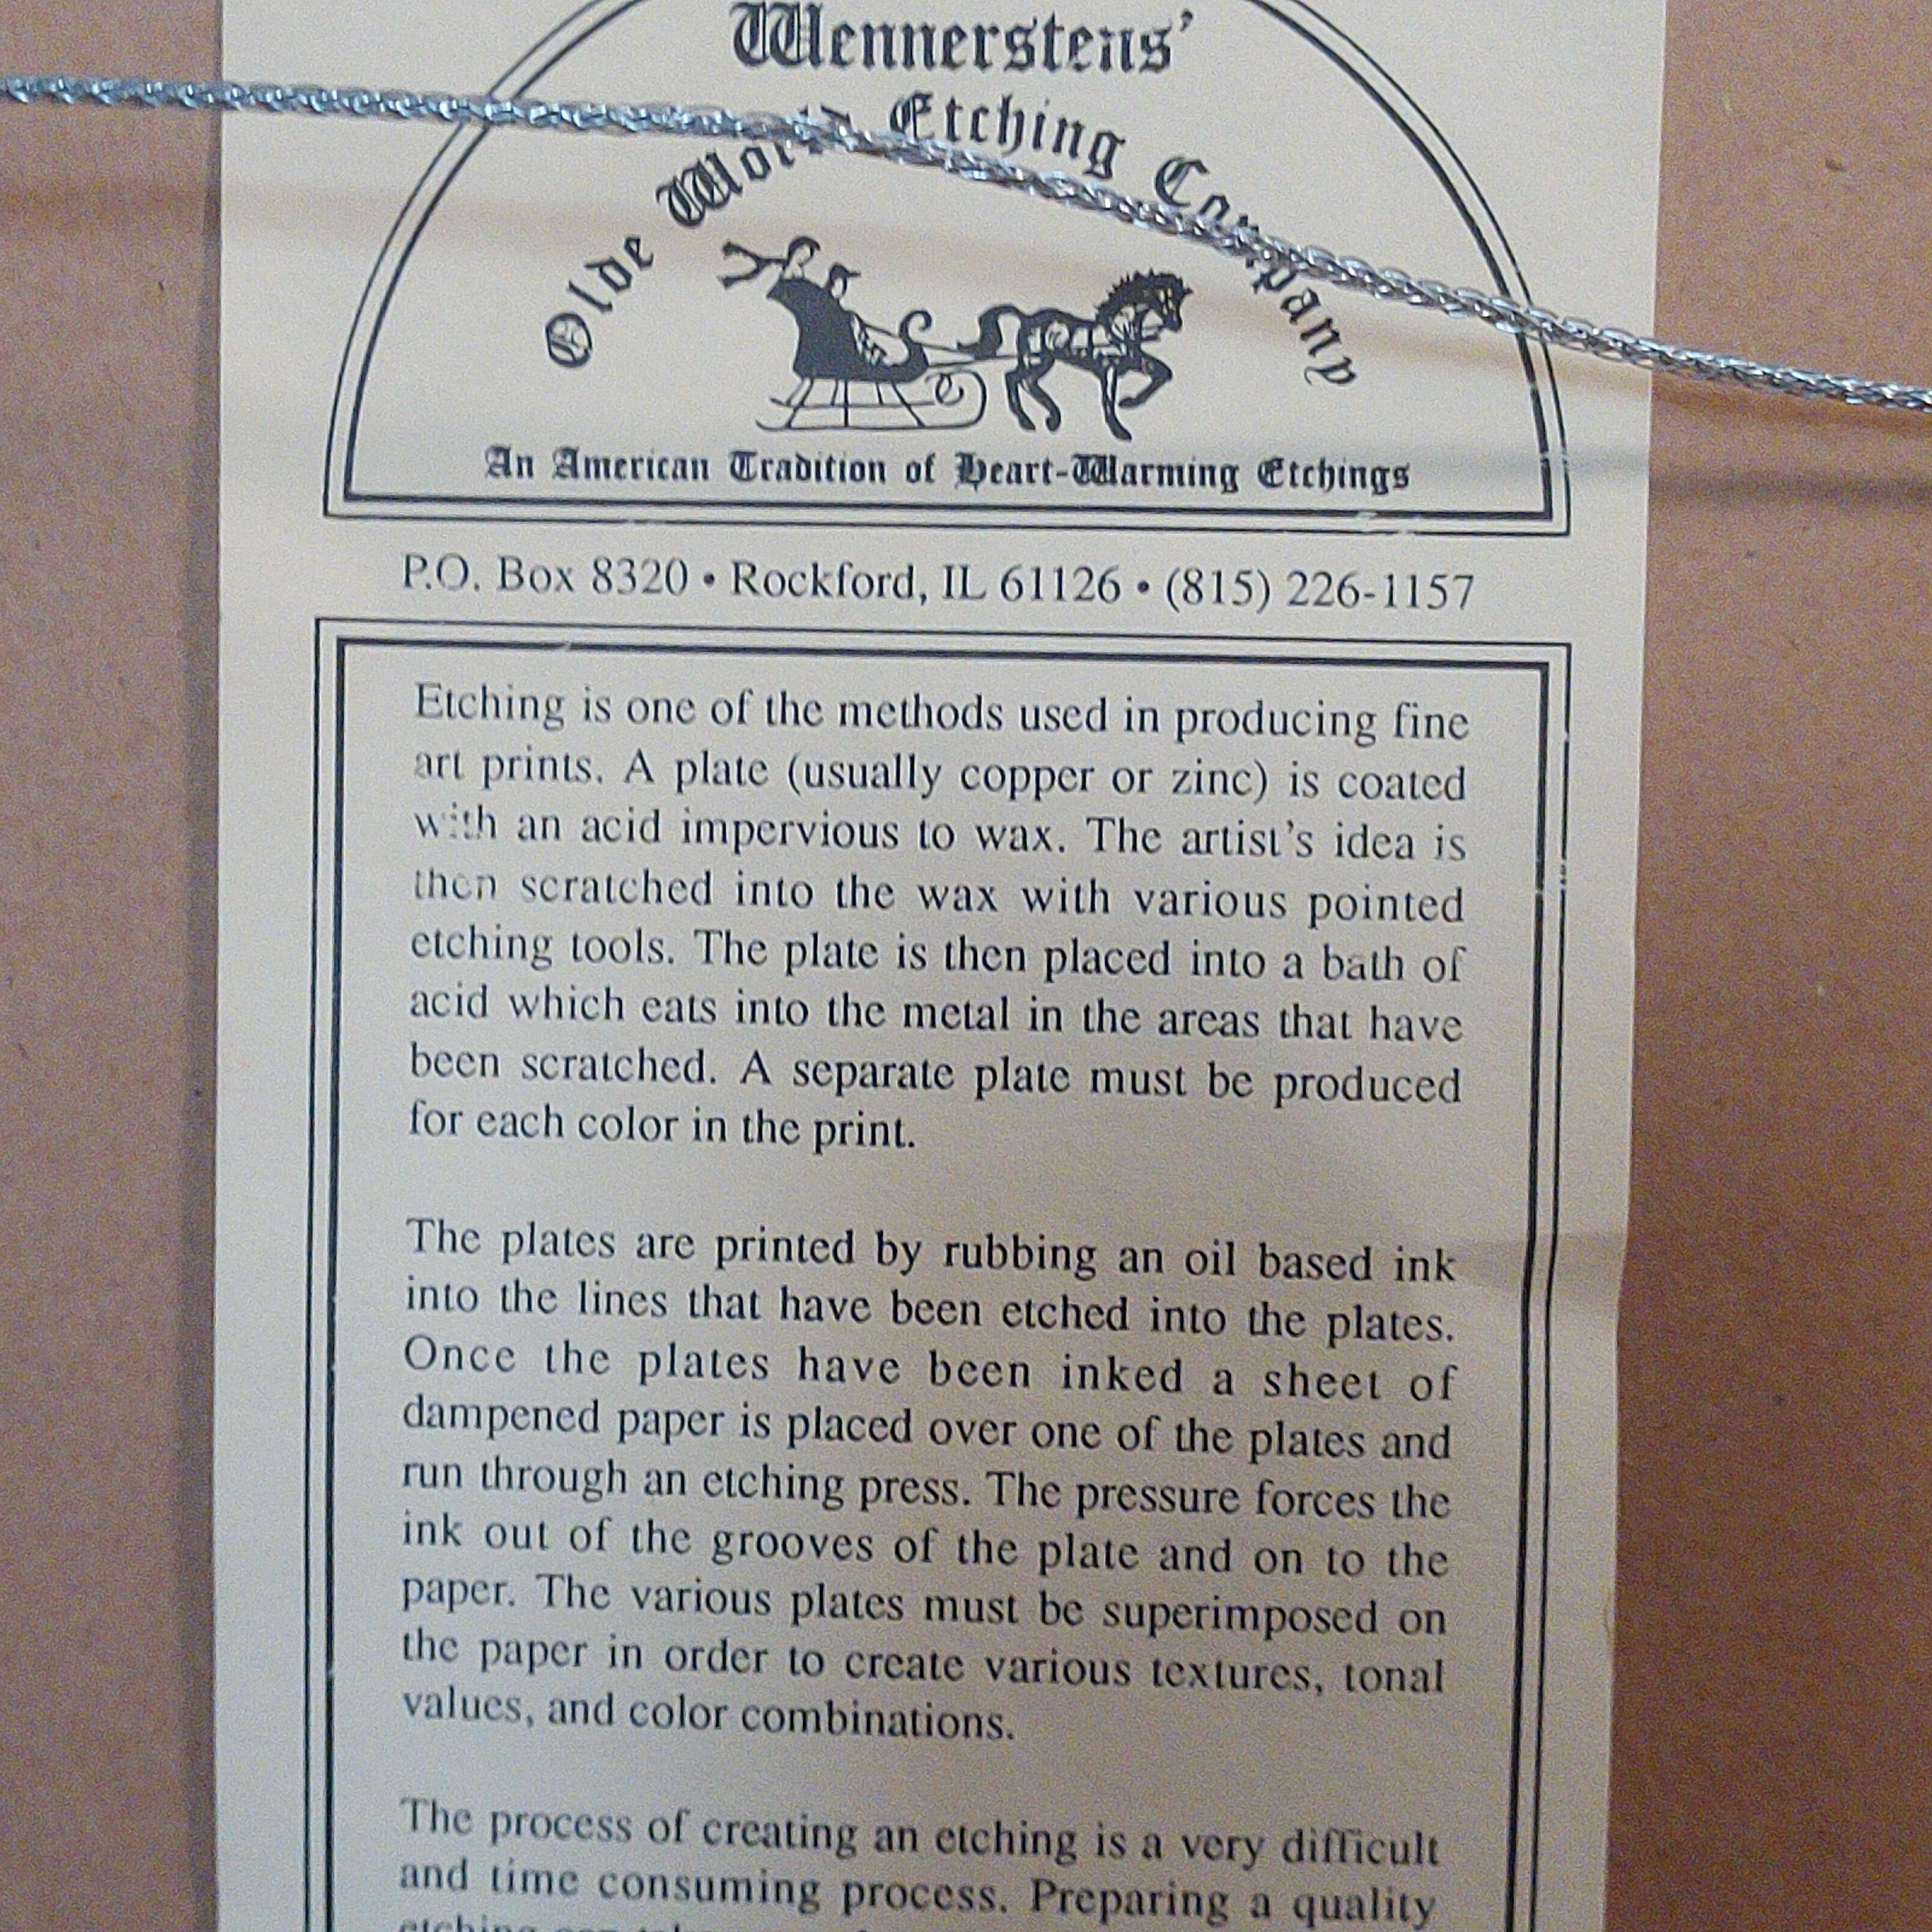 Wennerstens'
Olde World Etching Company
An American Tradition of Heart-Warming Etchings
P.O. Box 8320 • Rockford, IL 61126 • (815) 226-1157
Etching is one of the methods used in producing fine
art prints. A plate (usually copper or zinc) is coated
with an acid impervious to wax. The artist's idea is
then scratched into the wax with various pointed
etching tools. The plate is then placed into a bath of
acid which eats into the metal in the areas that have
been scratched. A separate plate must be produced
for each color in the print.
The plates are printed by rubbing an oil based ink
into the lines that have been etched into the plates.
Once the plates have been inked a sheet of
dampened paper is placed over one of the plates and
run through an etching press. The pressure forces the
ink out of the grooves of the plate and on to the
paper. The various plates must be superimposed on
the paper in order to create various textures, tonal
values, and color combinations.
The process of creating an etching is a very difficult
and time consuming process. Preparing a quality